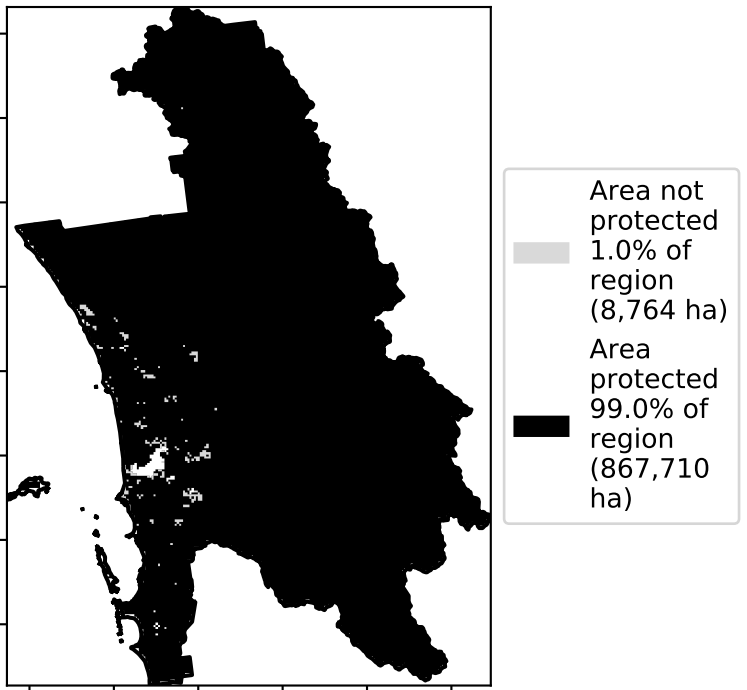 Area not
protected
1.0% of
region
(8,764 ha)
Area
protected
99.0% of
region
(867,710
ha)